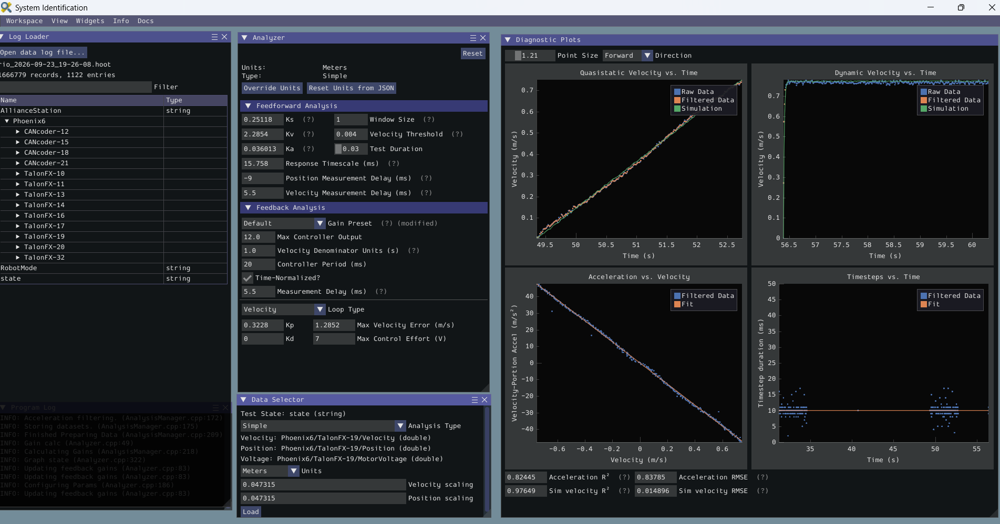 System Identification
Workspace View Widgets Info Docs
Log Loader
Open data log file...
rio_2026-09-23_19-26-08.hoot
1666779 records, 1122 entries
Filter
Name Type
AllianceStation string
Phoenix6
CANcoder-12
CANcoder-15
CANcoder-18
CANcoder-21
TalonFX-10
TalonFX-11
TalonFX-13
TalonFX-14
TalonFX-16
TalonFX-17
TalonFX-19
TalonFX-20
TalonFX-32
RobotMode string
state string
Program Log
INFO: Acceleration filtering. (AnalysisManager.cpp:172)
INFO: Storing datasets. (AnalysisManager.cpp:175)
INFO: Finished Preparing Data (AnalysisManager.cpp:209)
INFO: Gain calc (Analyzer.cpp:49)
INFO: Calculating Gains (AnalysisManager.cpp:218)
INFO: Graph state (Analyzer.cpp:322)
INFO: Updating feedback gains (Analyzer.cpp:83)
INFO: Updating feedback gains (Analyzer.cpp:83)
INFO: Configuring Params (Analyzer.cpp:186)
INFO: Updating feedback gains (Analyzer.cpp:83)
Analyzer
Reset
Units: Meters
Type: Simple
Override Units Reset Units from JSON
Feedforward Analysis
0.25118 Ks (?) 1 Window Size (?)
2.2854 Kv (?) 0.004 Velocity Threshold (?)
0.036013 Ka (?) 0.03 Test Duration
15.758 Response Timescale (ms) (?)
-9 Position Measurement Delay (ms) (?)
5.5 Velocity Measurement Delay (ms) (?)
Feedback Analysis
Default Gain Preset (?) (modified)
12.0 Max Controller Output
1.0 Velocity Denominator Units (s) (?)
20 Controller Period (ms)
Time-Normalized?
5.5 Measurement Delay (ms) (?)
Velocity Loop Type
0.3228 Kp 1.2852 Max Velocity Error (m/s)
0 Kd 7 Max Control Effort (V)
Data Selector
Test State: state (string)
Simple Analysis Type
Velocity: Phoenix6/TalonFX-19/Velocity (double)
Position: Phoenix6/TalonFX-19/Position (double)
Voltage: Phoenix6/TalonFX-19/MotorVoltage (double)
Meters Units
0.047315 Velocity scaling
0.047315 Position scaling
Load
Diagnostic Plots
1.21 Point Size Forward Direction
Quasistatic Velocity vs. Time
Raw Data
Filtered Data
Simulation
Velocity (m/s)
0.7
0.6
0.5
0.4
0.3
0.2
0.1
49.5 50 50.5 51 51.5 52 52.5
Time (s)
Dynamic Velocity vs. Time
Raw Data
Filtered Data
Simulation
Velocity (m/s)
0.7
0.6
0.5
0.4
0.3
0.2
0.1
0
56.5 57 57.5 58 58.5 59 59.5 60
Time (s)
Acceleration vs. Velocity
Filtered Data
Fit
Velocity-Portion Accel (m/s²)
40
30
20
10
0
-10
-20
-30
-40
-0.6 -0.4 -0.2 0 0.2 0.4 0.6
Velocity (m/s)
Timesteps vs. Time
Filtered Data
Fit
Timestep duration (ms)
50
45
40
35
30
25
20
15
10
5
0
35 40 45 50 55
Time (s)
0.82445 Acceleration R² (?) 0.83785 Acceleration RMSE (?)
0.97649 Sim velocity R² (?) 0.014896 Sim velocity RMSE (?)